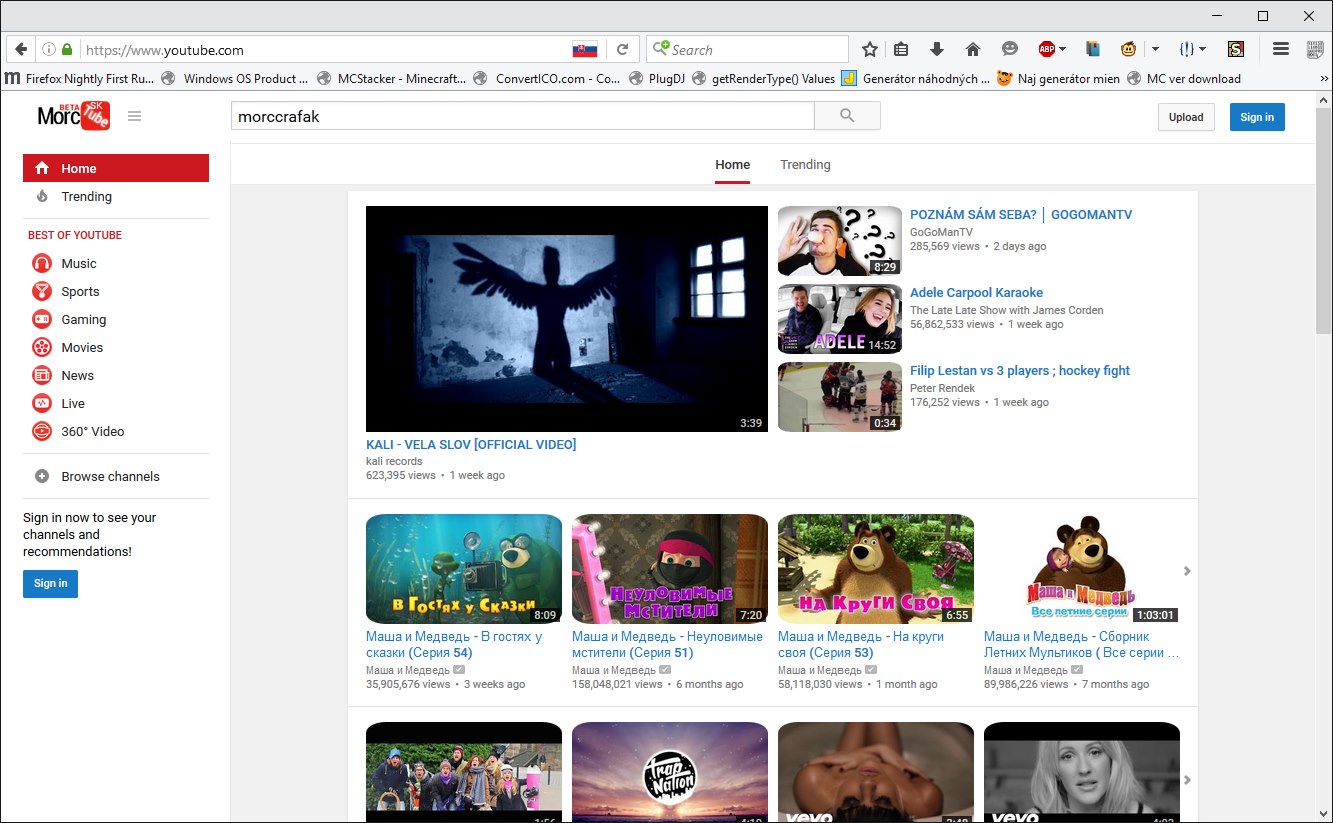 https://www.youtube.com
Search
ABP
Firefox Nightly First Ru...
Windows OS Product ...
MCStacker - Minecraft...
ConvertICO.com - Co...
PlugDJ
getRenderType() Values
Generátor náhodných ...
Naj generátor mien
MC ver download
BETA
SK
Morc Tube
morccrafak
Upload
Sign in
Home
Trending
Home
Trending
BEST OF YOUTUBE
Music
Sports
Gaming
Movies
News
Live
360° Video
Browse channels
Sign in now to see your
channels and
recommendations!
Sign in
3:39
KALI - VELA SLOV [OFFICIAL VIDEO]
kali records
623,395 views • 1 week ago
8:29
POZNÁM SÁM SEBA? │ GOGOMANTV
GoGoManTV
285,569 views • 2 days ago
ADELE
14:52
Adele Carpool Karaoke
The Late Late Show with James Corden
56,862,533 views • 1 week ago
0:34
Filip Lestan vs 3 players ; hockey fight
Peter Rendek
176,252 views • 1 week ago
В Гостях у Сказки
8:09
Маша и Медведь - В гостях у
сказки (Серия 54)
Маша и Медведь
35,905,676 views • 3 weeks ago
Неуловимые
Мстители
7:20
Маша и Медведь - Неуловимые
мстители (Серия 51)
Маша и Медведь
158,048,021 views • 6 months ago
На Круги Своя
6:55
Маша и Медведь - На круги
своя (Серия 53)
Маша и Медведь
58,118,030 views • 1 month ago
Маша и Медведь
Все летние серии
1:03:01
Маша и Медведь - Сборник
Летних Мультиков ( Все серии ...
Маша и Медведь
89,986,226 views • 7 months ago
Trap
Nation
vevo
vevo